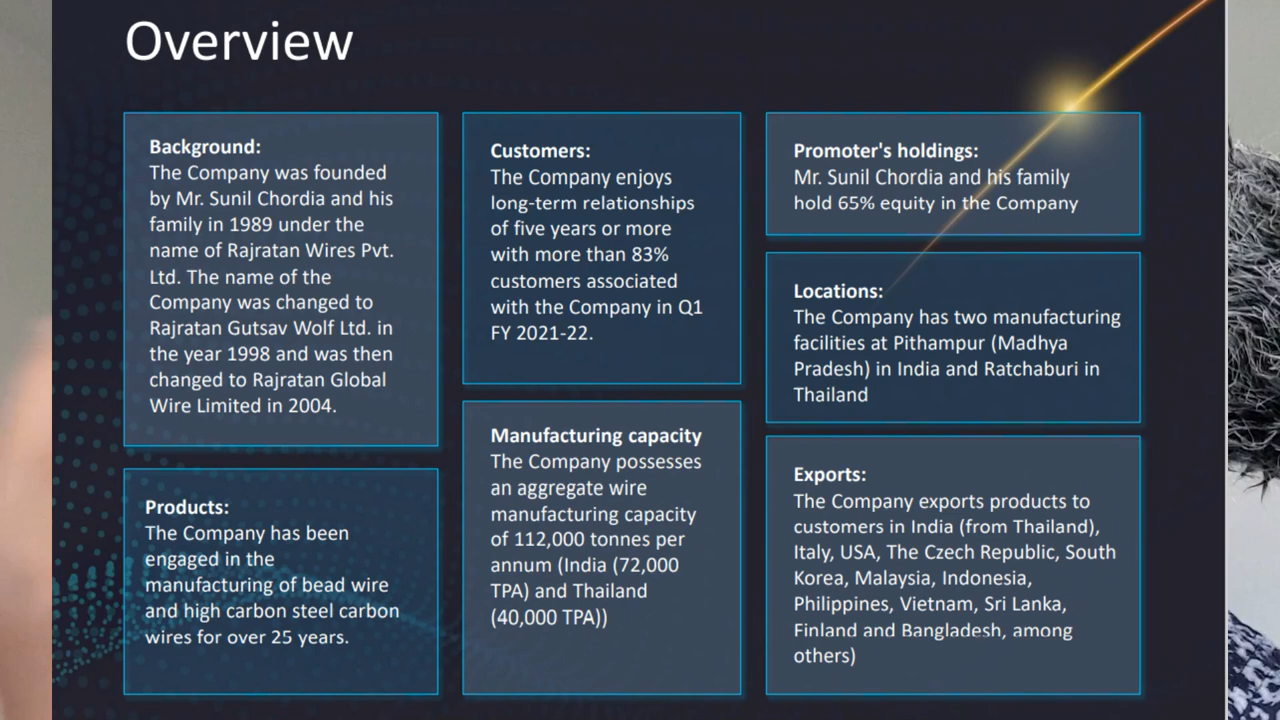 Overview
Background:
The Company was founded
by Mr. Sunil Chordia and his
family in 1989 under the
name of Rajratan Wires Pvt.
Ltd. The name of the
Company was changed to
Rajratan Gutsav Wolf Ltd. in
the year 1998 and was then
changed to Rajratan Global
Wire Limited in 2004.
Products:
The Company has been
engaged in the
manufacturing of bead wire
and high carbon steel carbon
wires for over 25 years.
Customers:
The Company enjoys
long-term relationships
of five years or more
with more than 83%
customers associated
with the Company in Q1
FY 2021-22.
Manufacturing capacity
The Company possesses
an aggregate wire
manufacturing capacity
of 112,000 tonnes per
annum (India (72,000
TPA) and Thailand
(40,000 TPA))
Promoter's holdings:
Mr. Sunil Chordia and his family
hold 65% equity in the Company
Locations:
The Company has two manufacturing
facilities at Pithampur (Madhya
Pradesh) in India and Ratchaburi in
Thailand
Exports:
The Company exports products to
customers in India (from Thailand),
Italy, USA, The Czech Republic, South
Korea, Malaysia, Indonesia,
Philippines, Vietnam, Sri Lanka,
Finland and Bangladesh, among
others)